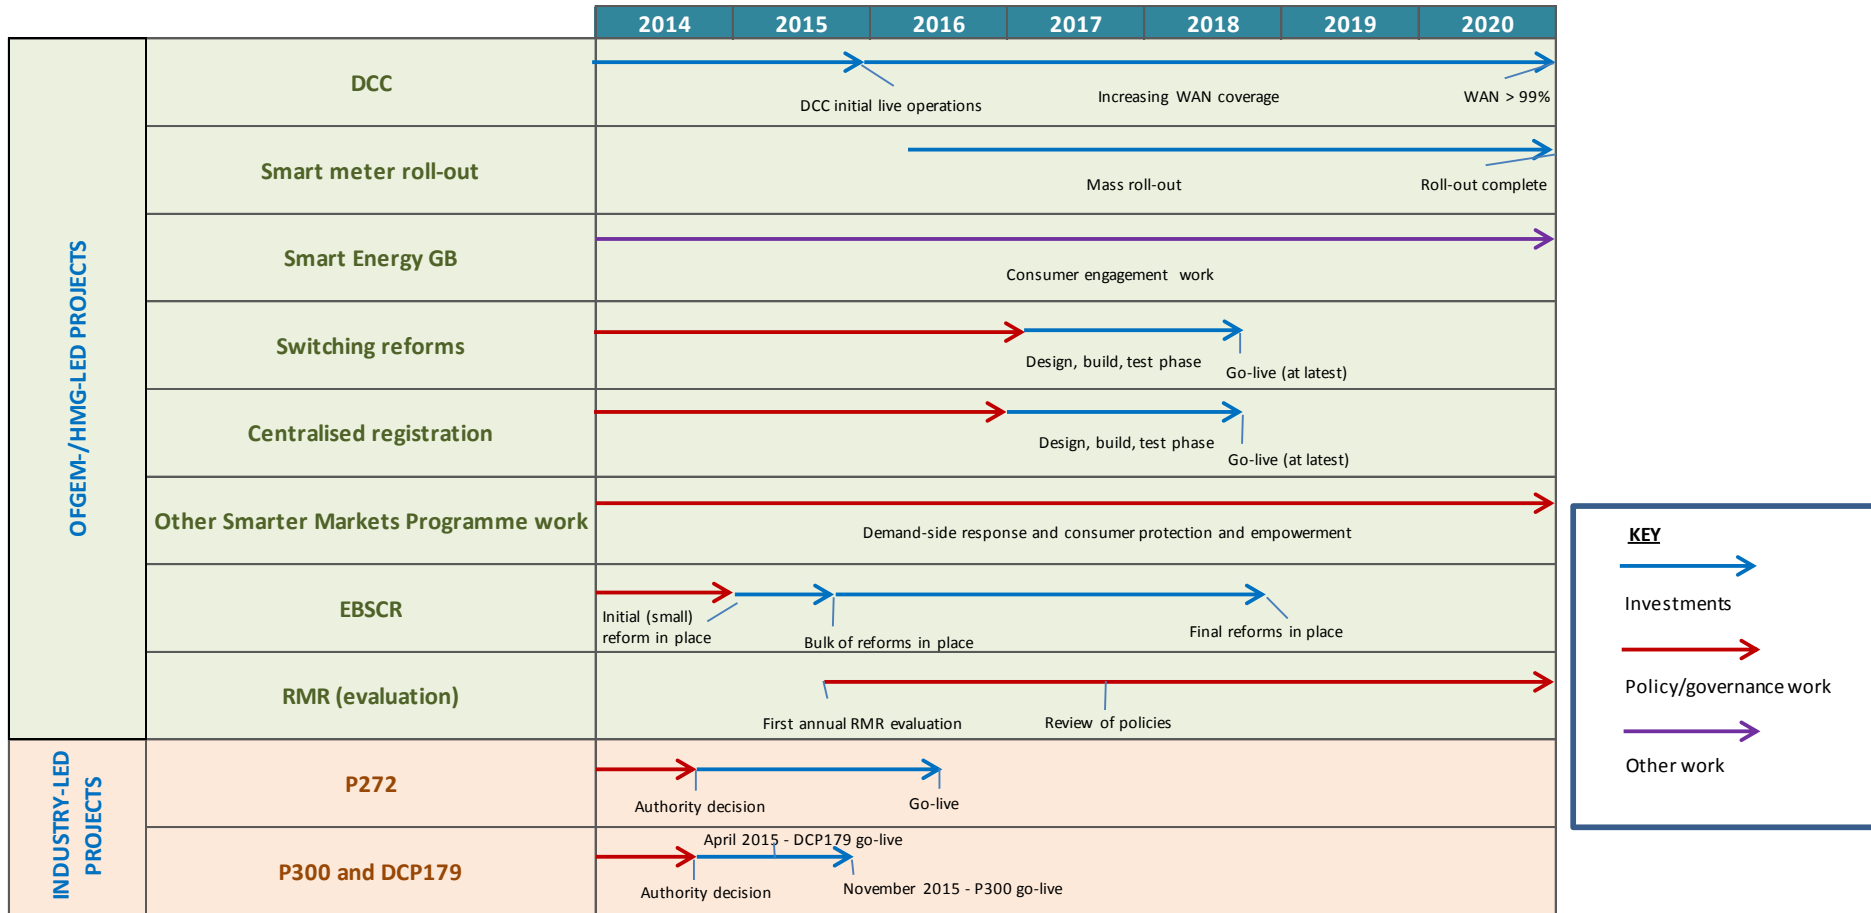 2014 2015 2016 2017 2018 2019 2020
OFGEM-/HMG-LED PROJECTS
DCC
DCC initial live operations
Increasing WAN coverage
WAN > 99%
Smart meter roll-out
Mass roll-out
Roll-out complete
Smart Energy GB
Consumer engagement work
Switching reforms
Design, build, test phase
Go-live (at latest)
Centralised registration
Design, build, test phase
Go-live (at latest)
Other Smarter Markets Programme work
Demand-side response and consumer protection and empowerment
EBSCR
Initial (small)
reform in place
Bulk of reforms in place
Final reforms in place
RMR (evaluation)
First annual RMR evaluation
Review of policies
INDUSTRY-LED
PROJECTS
P272
Authority decision
Go-live
P300 and DCP179
April 2015 - DCP179 go-live
Authority decision
November 2015 - P300 go-live
KEY
Investments
Policy/governance work
Other work